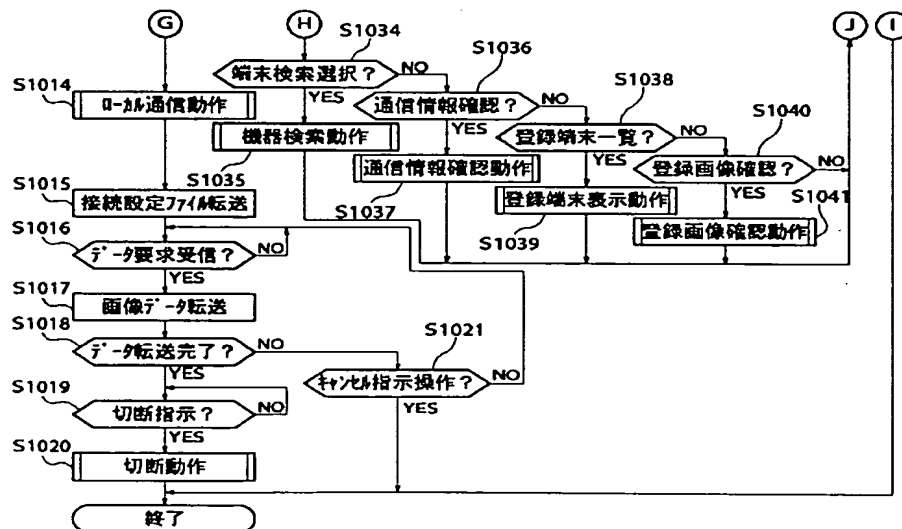 G
H
J
I
S1034
端末検索選択？
NO
YES
S1036
通信情報確認？
NO
YES
S1038
登録端末一覧？
NO
YES
S1040
登録画像確認？
NO
YES
S1014
ローカル通信動作
機器検索動作
S1035
通信情報確認動作
S1037
登録端末表示動作
S1039
登録画像確認動作
S1041
S1015
接続設定ファイル転送
S1016
データ要求受信？
NO
YES
S1017
画像データ転送
S1018
データ転送完了？
NO
YES
S1021
キャンセル指示操作？
NO
YES
S1019
切断指示？
NO
YES
S1020
切断動作
終了